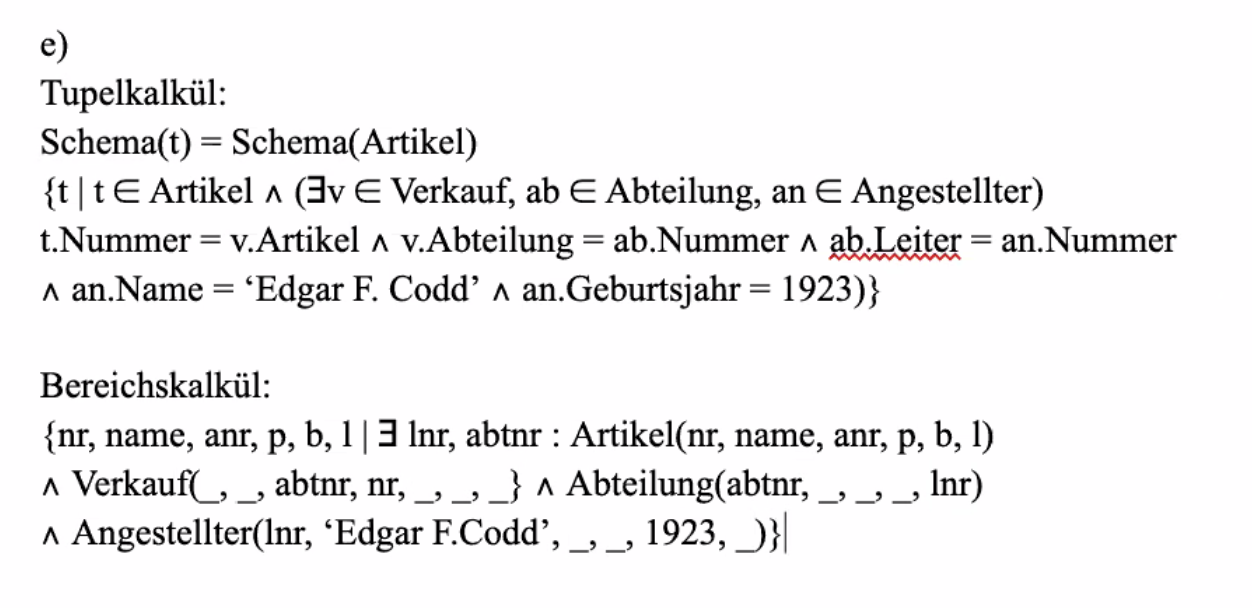 e)
Tupelkalkül:
Schema(t) = Schema(Artikel)
{t | t ∈ Artikel ∧ (∃v ∈ Verkauf, ab ∈ Abteilung, an ∈ Angestellter)
t.Nummer = v.Artikel ∧ v.Abteilung = ab.Nummer ∧ ab.Leiter = an.Nummer
∧ an.Name = ‘Edgar F. Codd’ ∧ an.Geburtsjahr = 1923)}
Bereichskalkül:
{nr, name, anr, p, b, l | ∃ lnr, abtnr : Artikel(nr, name, anr, p, b, l)
∧ Verkauf(_, _, abtnr, nr, _, _, _} ∧ Abteilung(abtnr, _, _, _, lnr)
∧ Angestellter(lnr, ‘Edgar F.Codd’, _, _, 1923, _)}